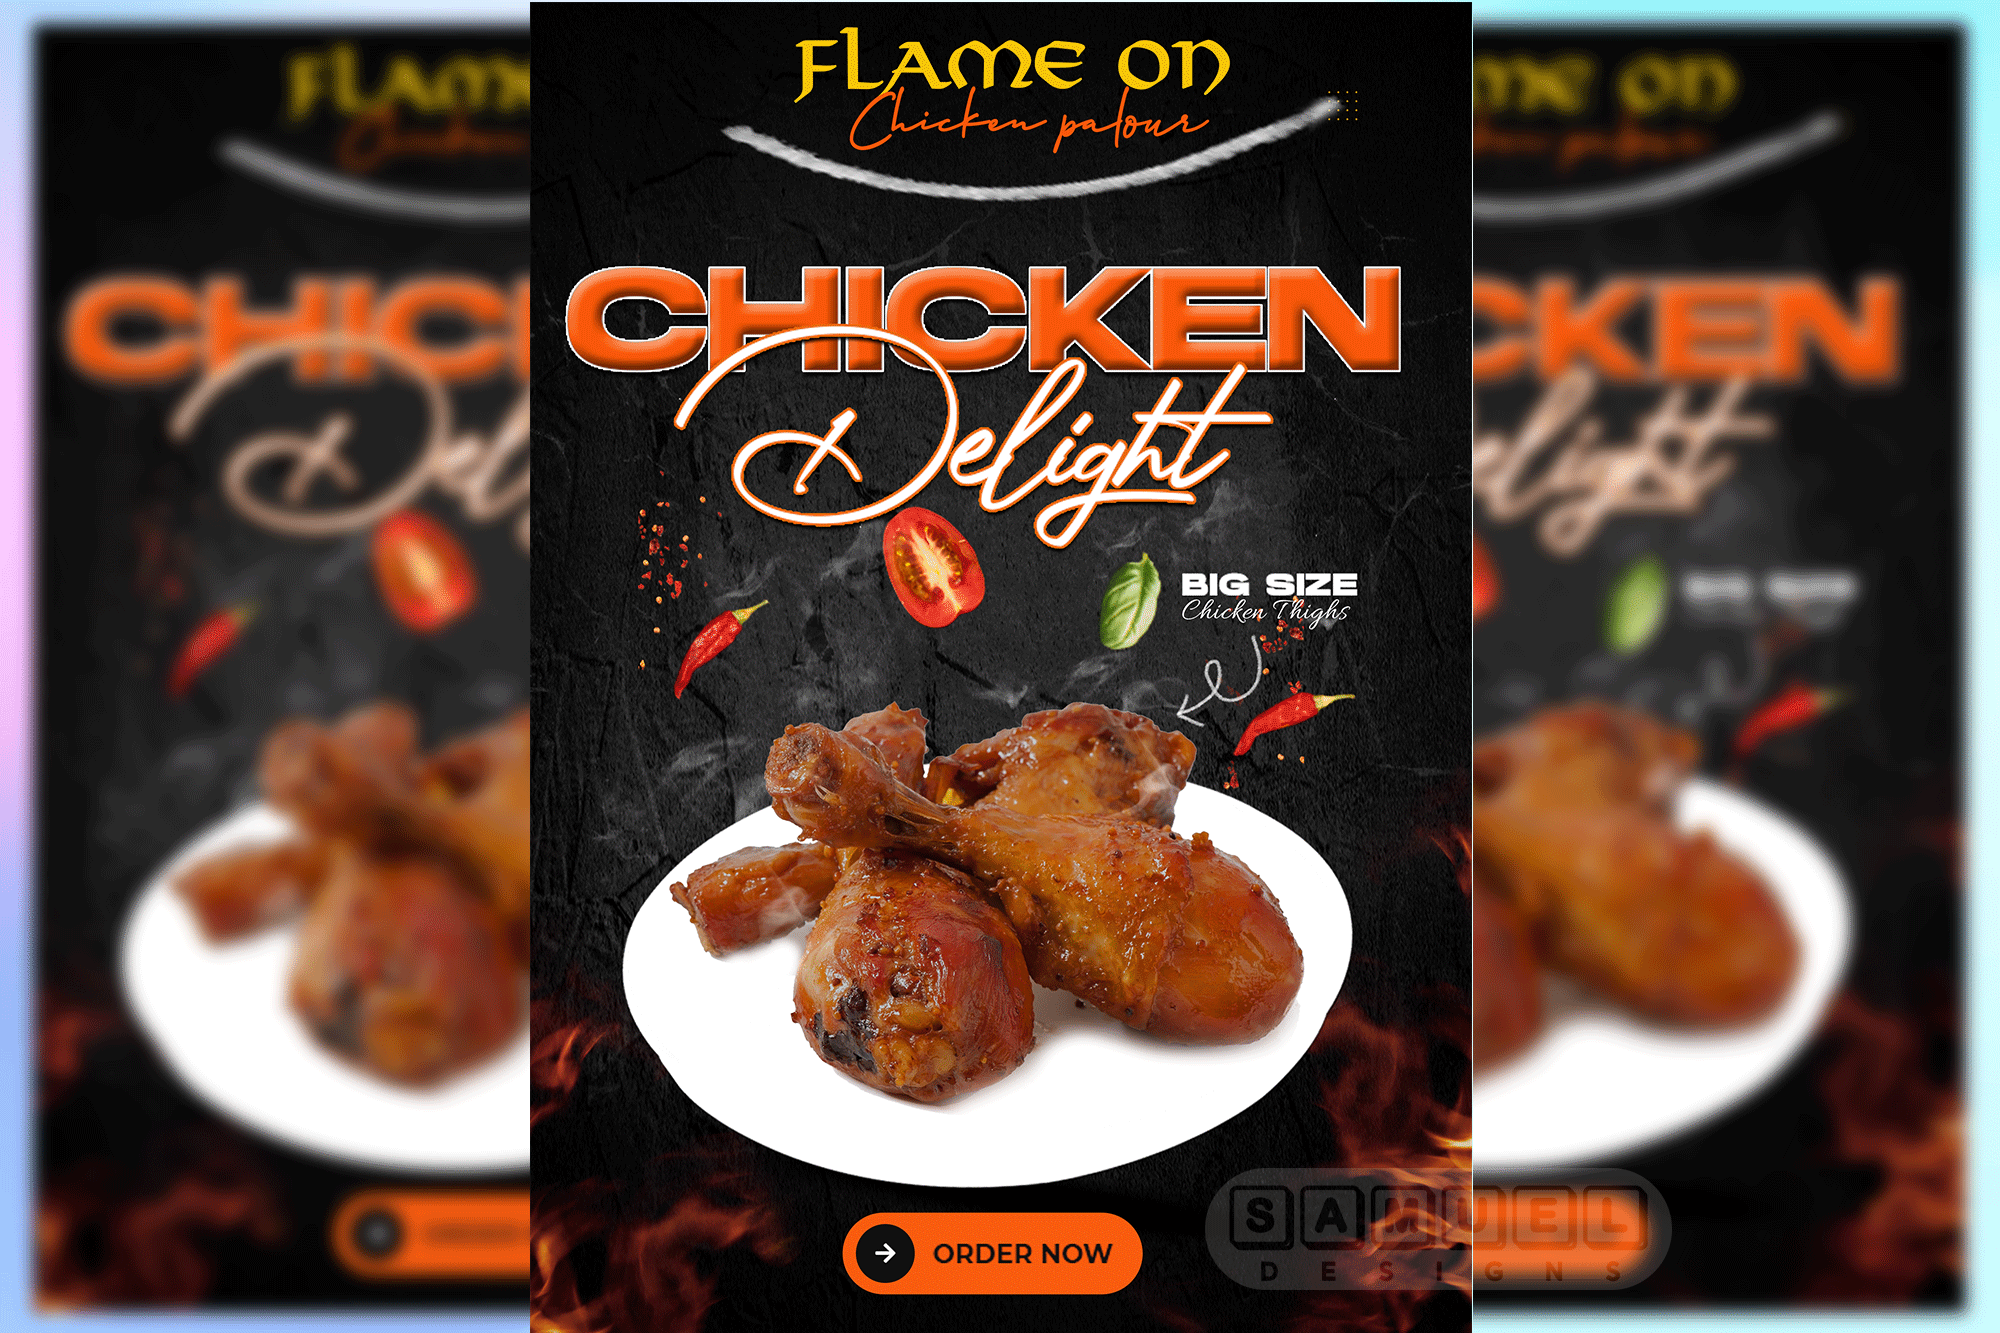 FLAME ON
Chicken palour
CHICKEN
Delight
BIG SIZE
Chicken Thighs
ORDER NOW
SAMUEL
DESIGNS